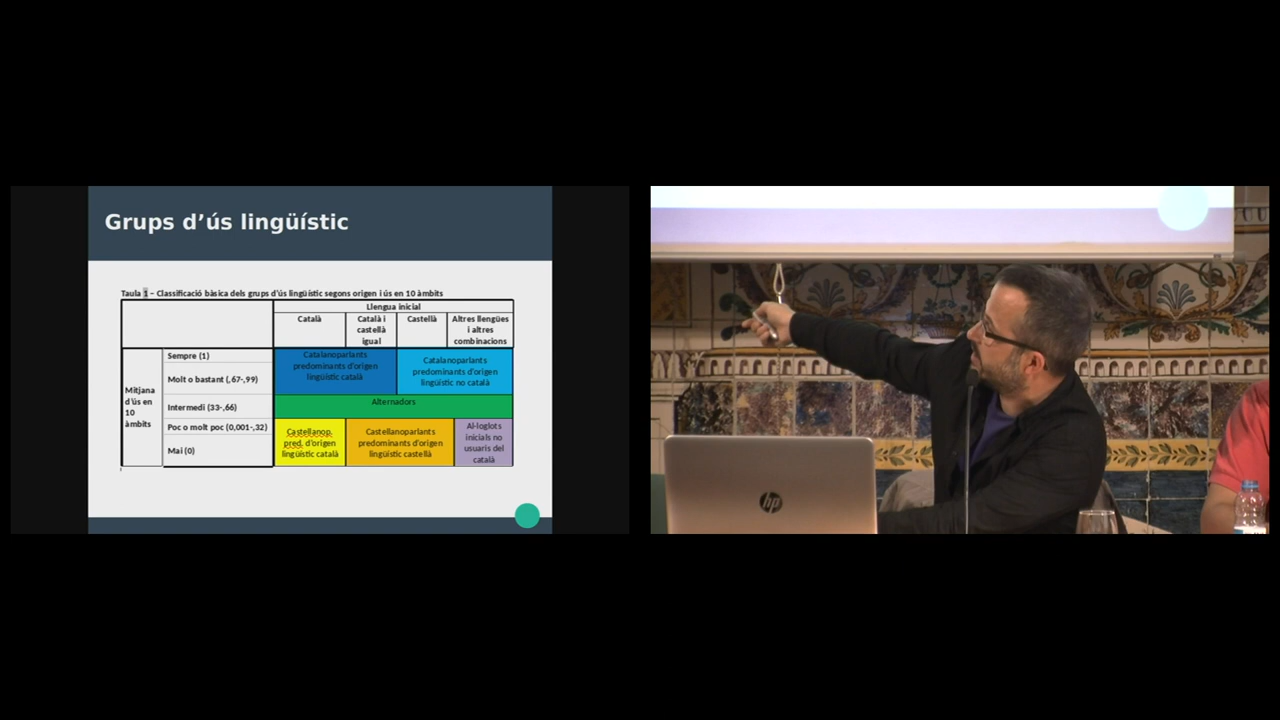 Grups d’ús lingüístic
Taula 1 – Classificació bàsica dels grups d’ús lingüístic segons origen i ús en 10 àmbits
Llengua inicial
Català
Català i
castellà
igual
Castellà
Altres llengües
i altres
combinacions
Mitjana
d’ús en
10
àmbits
Sempre (1)
Molt o bastant (,67-,99)
Intermedi (33-,66)
Poc o molt poc (0,001-,32)
Mai (0)
Catalanoparlants
predominants d’origen
lingüístic català
Catalanoparlants
predominants d’origen
lingüístic no català
Alternadors
Castellanop.
pred. d’origen
lingüístic català
Castellanoparlants
predominants d’origen
lingüístic castellà
Al·loglots
inicials no
usuaris del
català
hp